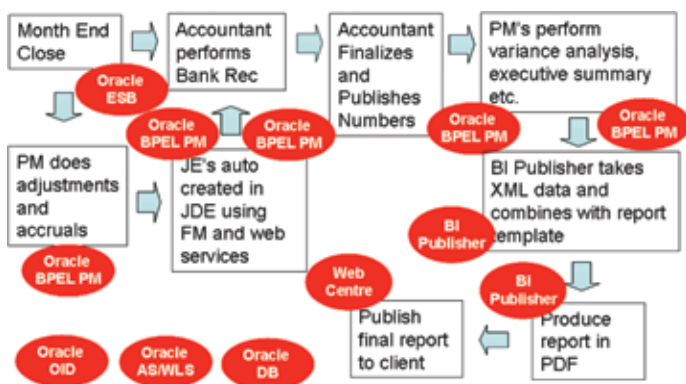 Month End
Close
Accountant
performs
Bank Rec
Accountant
Finalizes
and
Publishes
Numbers
PM's perform
variance analysis,
executive summary
etc.
Oracle
ESB
Oracle
BPEL PM
Oracle
BPEL PM
Oracle
BPEL PM
Oracle
BPEL PM
PM does
adjustments
and
accruals
JE's auto
created in
JDE using
FM and web
services
BI Publisher takes
XML data and
combines with report
template
BI
Publisher
Oracle
BPEL PM
Web
Centre
BI
Publisher
Publish
final report
to client
Produce
report in
PDF
Oracle
OID
Oracle
AS/WLS
Oracle
DB